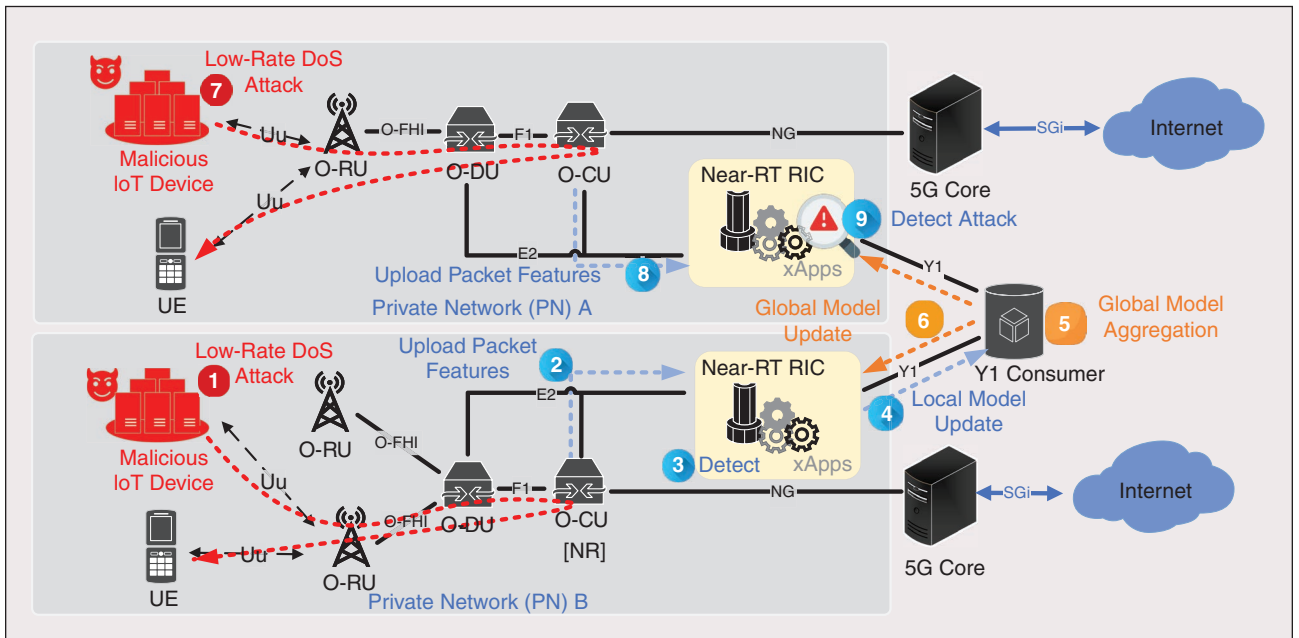 Low-Rate DoS
Attack
7
Malicious
IoT Device
Uu
Uu
UE
O-RU
O-FHI
O-DU
F1
O-CU
NG
5G Core
SGi
Internet
Near-RT RIC
xApps
9
Detect Attack
E2
Upload Packet Features
8
Private Network (PN) A
Y1
Global Model
Update
6
5
Global Model
Aggregation
Y1 Consumer
Low-Rate DoS
Attack
1
Malicious
IoT Device
Uu
Uu
UE
O-RU
O-FHI
O-RU
O-FHI
O-DU
F1
O-CU
[NR]
Upload Packet
Features
2
E2
Near-RT RIC
xApps
3
Detect
Y1
4
Local Model
Update
NG
5G Core
SGi
Internet
Private Network (PN) B